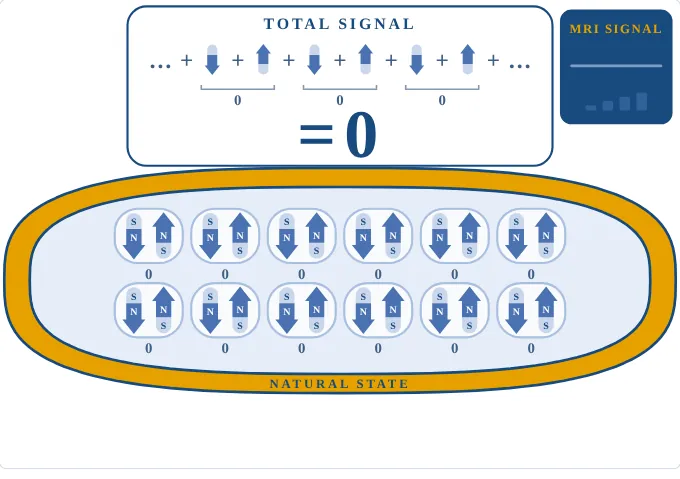 TOTAL SIGNAL
MRI SIGNAL
... + + + + + + + ...
0 0 0
= 0
S S S S S S
N N N N N N N N N N N N
S S S S S S
0 0 0 0 0 0
S S S S S S
N N N N N N N N N N N N
S S S S S S
0 0 0 0 0 0
NATURAL STATE